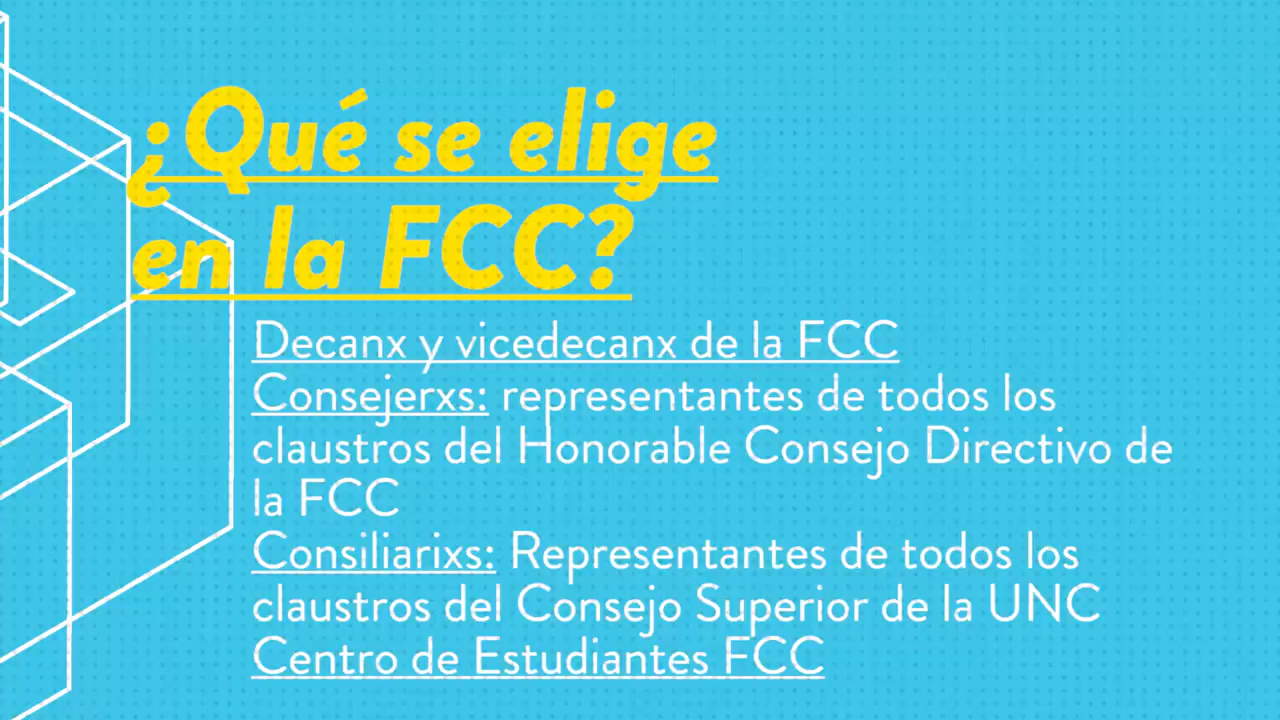 ¿Qué se elige
en la FCC?
Decanx y vicedecanx de la FCC
Consejerxs: representantes de todos los
claustros del Honorable Consejo Directivo de
la FCC
Consiliarixs: Representantes de todos los
claustros del Consejo Superior de la UNC
Centro de Estudiantes FCC